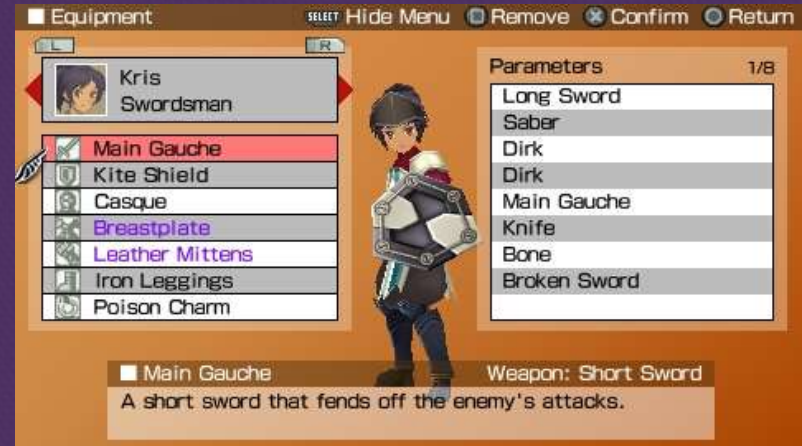 Equipment
SELECT Hide Menu Remove Confirm Return
L R
Kris
Swordsman
Main Gauche
Kite Shield
Casque
Breastplate
Leather Mittens
Iron Leggings
Poison Charm
Parameters 1/8
Long Sword
Saber
Dirk
Dirk
Main Gauche
Knife
Bone
Broken Sword
Main Gauche Weapon: Short Sword
A short sword that fends off the enemy's attacks.